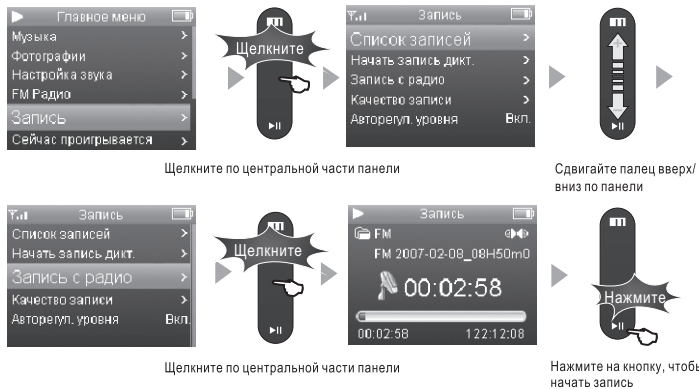 Главное меню
Музыка
Фотографии
Настройка звука
FM Радио
Запись
Сейчас проигрывается
Щелкните
Запись
Список записей
Начать запись дикт.
Запись с радио
Качество записи
Авторегул. уровня Вкл.
Щелкните по центральной части панели
Сдвигайте палец вверх/
вниз по панели
Запись
Список записей
Начать запись дикт.
Запись с радио
Качество записи
Авторегул. уровня Вкл.
Щелкните
Запись
FM
FM 2007-02-08_08H50m0
00:02:58
00:02:58 122:12:08
Нажмите
Щелкните по центральной части панели
Нажмите на кнопку, чтобы
начать запись